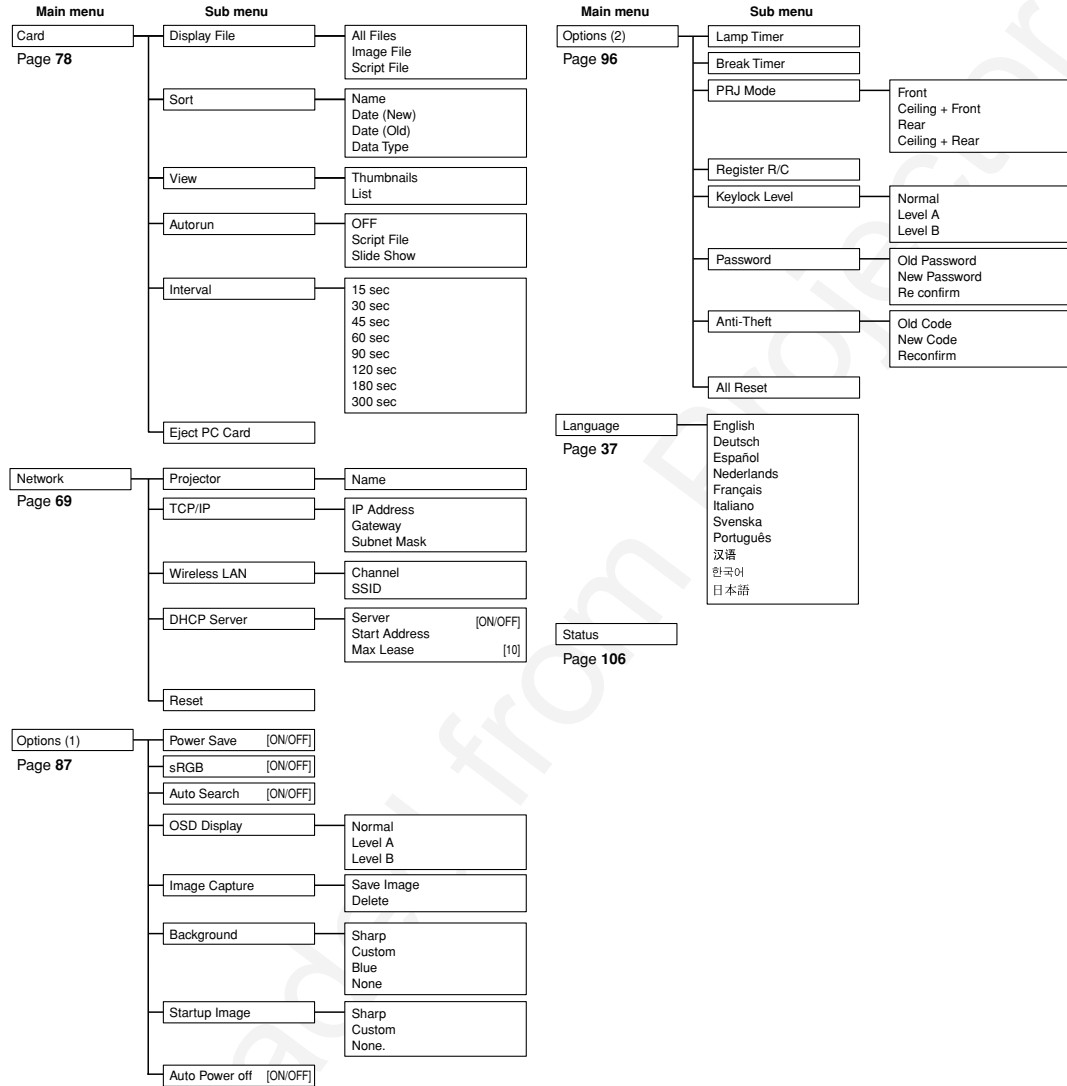 Main menu
Sub menu
Card
Page 78
Display File
All Files
Image File
Script File
Sort
Name
Date (New)
Date (Old)
Data Type
View
Thumbnails
List
Autorun
OFF
Script File
Slide Show
Interval
15 sec
30 sec
45 sec
60 sec
90 sec
120 sec
180 sec
300 sec
Eject PC Card
Network
Page 69
Projector
Name
TCP/IP
IP Address
Gateway
Subnet Mask
Wireless LAN
Channel
SSID
DHCP Server
Server [ON/OFF]
Start Address
Max Lease [10]
Reset
Options (1)
Page 87
Power Save [ON/OFF]
sRGB [ON/OFF]
Auto Search [ON/OFF]
OSD Display
Normal
Level A
Level B
Image Capture
Save Image
Delete
Background
Sharp
Custom
Blue
None
Startup Image
Sharp
Custom
None.
Auto Power off [ON/OFF]
Main menu
Sub menu
Options (2)
Page 96
Lamp Timer
Break Timer
PRJ Mode
Front
Ceiling + Front
Rear
Ceiling + Rear
Register R/C
Keylock Level
Normal
Level A
Level B
Password
Old Password
New Password
Re confirm
Anti-Theft
Old Code
New Code
Reconfirm
All Reset
Language
Page 37
English
Deutsch
Español
Nederlands
Français
Italiano
Svenska
Português
汉语
한국어
日本語
Status
Page 106